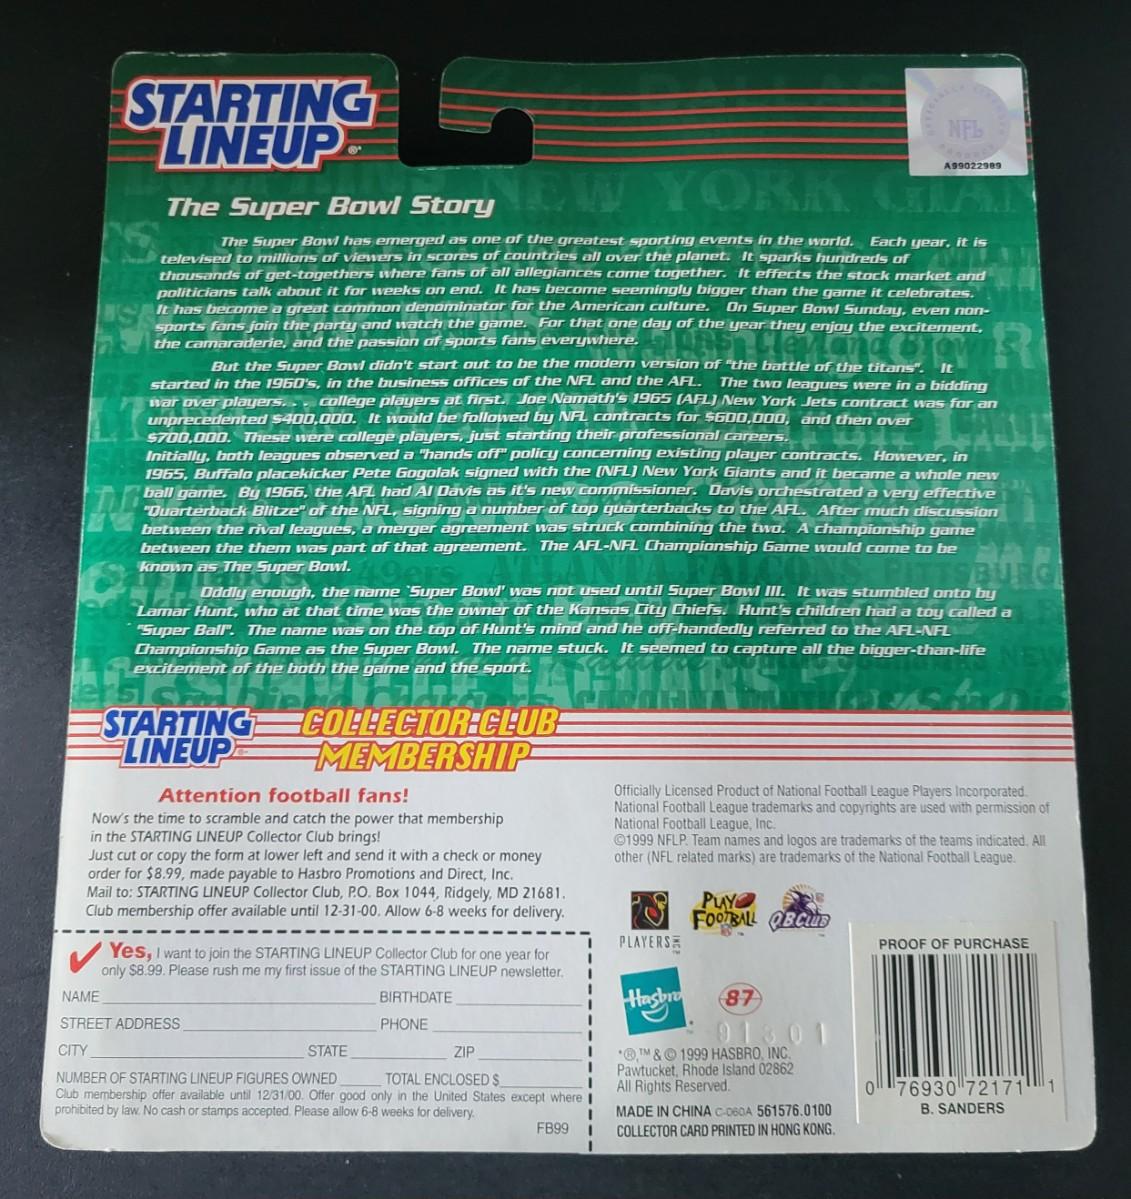 STARTING
LINEUP®*
OFFICIALLY LICENSED
NFL
PRODUCT
A99022989
The Super Bowl Story
The Super Bowl has emerged as one of the greatest sporting events in the world. Each year, it is
televised to millions of viewers in scores of countries all over the planet. It sparks hundreds of
thousands of get-togethers where fans of all allegiances come together. It effects the stock market and
politicians talk about it for weeks on end. It has become seemingly bigger than the game it celebrates.
It has become a great common denominator for the American culture. On Super Bowl Sunday, even non-
sports fans join the party and watch the game. For that one day of the year they enjoy the excitement,
the camaraderie, and the passion of sports fans everywhere.
But the Super Bowl didn't start out to be the modern version of "the battle of the titans". It
started in the 1960's, in the business offices of the NFL and the AFL. The two leagues were in a bidding
war over players. . . college players at first. Joe Namath's 1965 (AFL) New York Jets contract was for an
unprecedented $400,000. It would be followed by NFL contracts for $600,000, and then over
$700,000. These were college players, just starting their professional careers.
Initially, both leagues observed a "hands off" policy concerning existing player contracts. However, in
1965, Buffalo placekicker Pete Gogolak signed with the (NFL) New York Giants and it became a whole new
ball game. By 1966, the AFL had Al Davis as it's new commissioner. Davis orchestrated a very effective
"Quarterback Blitze" of the NFL, signing a number of top quarterbacks to the AFL. After much discussion
between the rival leagues, a merger agreement was struck combining the two. A championship game
between the them was part of that agreement. The AFL-NFL Championship Game would come to be
known as The Super Bowl.
Oddly enough, the name 'Super Bowl' was not used until Super Bowl III. It was stumbled onto by
Lamar Hunt, who at that time was the owner of the Kansas City Chiefs. Hunt's children had a toy called a
"Super Ball". The name was on the top of Hunt's mind and he off-handedly referred to the AFL-NFL
Championship Game as the Super Bowl. The name stuck. It seemed to capture all the bigger-than-life
excitement of the both the game and the sport.
STARTING
LINEUP®*
COLLECTOR CLUB
MEMBERSHIP
Attention football fans!
Now's the time to scramble and catch the power that membership
in the STARTING LINEUP Collector Club brings!
Just cut or copy the form at lower left and send it with a check or money
order for $8.99, made payable to Hasbro Promotions and Direct, Inc.
Mail to: STARTING LINEUP Collector Club, P.O. Box 1044, Ridgely, MD 21681.
Club membership offer available until 12-31-00. Allow 6-8 weeks for delivery.
Yes, I want to join the STARTING LINEUP Collector Club for one year for
only $8.99. Please rush me my first issue of the STARTING LINEUP newsletter.
NAME BIRTHDATE
STREET ADDRESS PHONE
CITY STATE ZIP
NUMBER OF STARTING LINEUP FIGURES OWNED TOTAL ENCLOSED $
Club membership offer available until 12/31/00. Offer good only in the United States except where
prohibited by law. No cash or stamps accepted. Please allow 6-8 weeks for delivery.
FB99
Officially Licensed Product of National Football League Players Incorporated.
National Football League trademarks and copyrights are used with permission of
National Football League, Inc.
©1999 NFLP. Team names and logos are trademarks of the teams indicated. All
other (NFL related marks) are trademarks of the National Football League.
PLAYERS INC ™
PLAY
FOOTBALL ™
QB CLUB ™
Hasbro ®*
87
91301
*®,™ & © 1999 HASBRO, INC.
Pawtucket, Rhode Island 02862
All Rights Reserved.
MADE IN CHINA C-060A 561576.0100
COLLECTOR CARD PRINTED IN HONG KONG.
PROOF OF PURCHASE
0 76930 72171 1
B. SANDERS